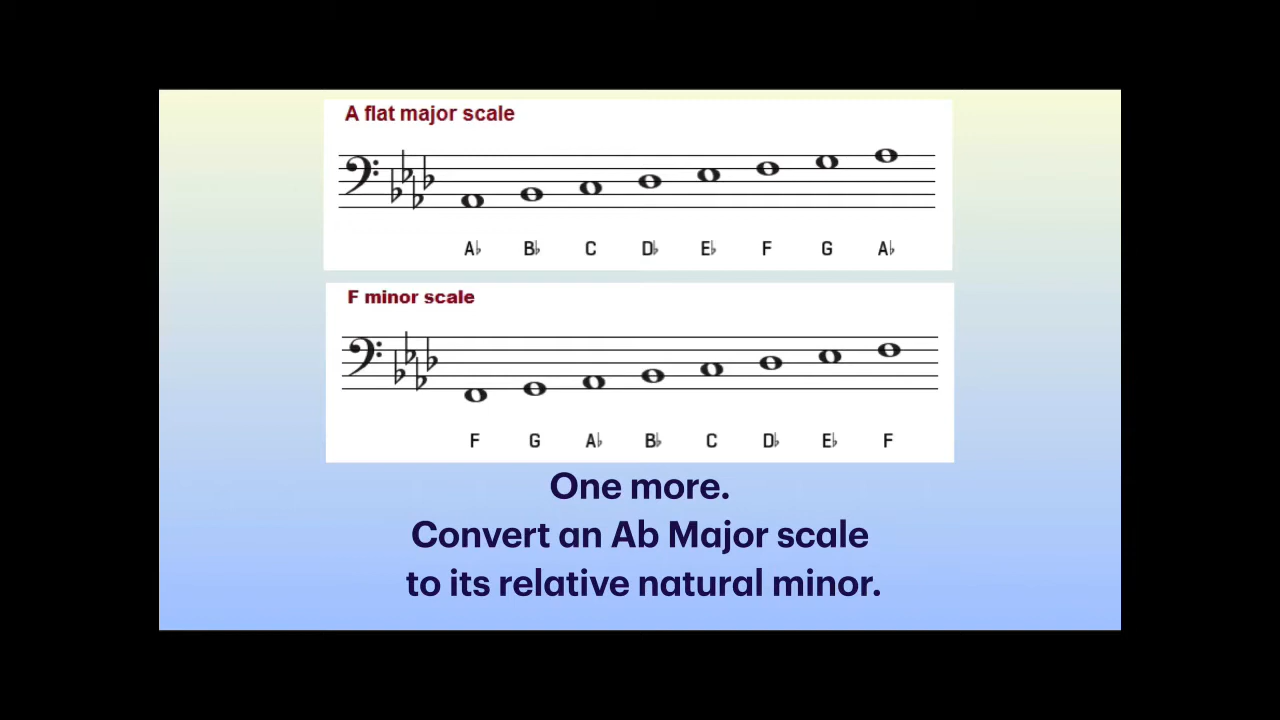 A flat major scale
A♭ B♭ C D♭ E♭ F G A♭
F minor scale
F G A♭ B♭ C D♭ E♭ F
One more.
Convert an Ab Major scale
to its relative natural minor.